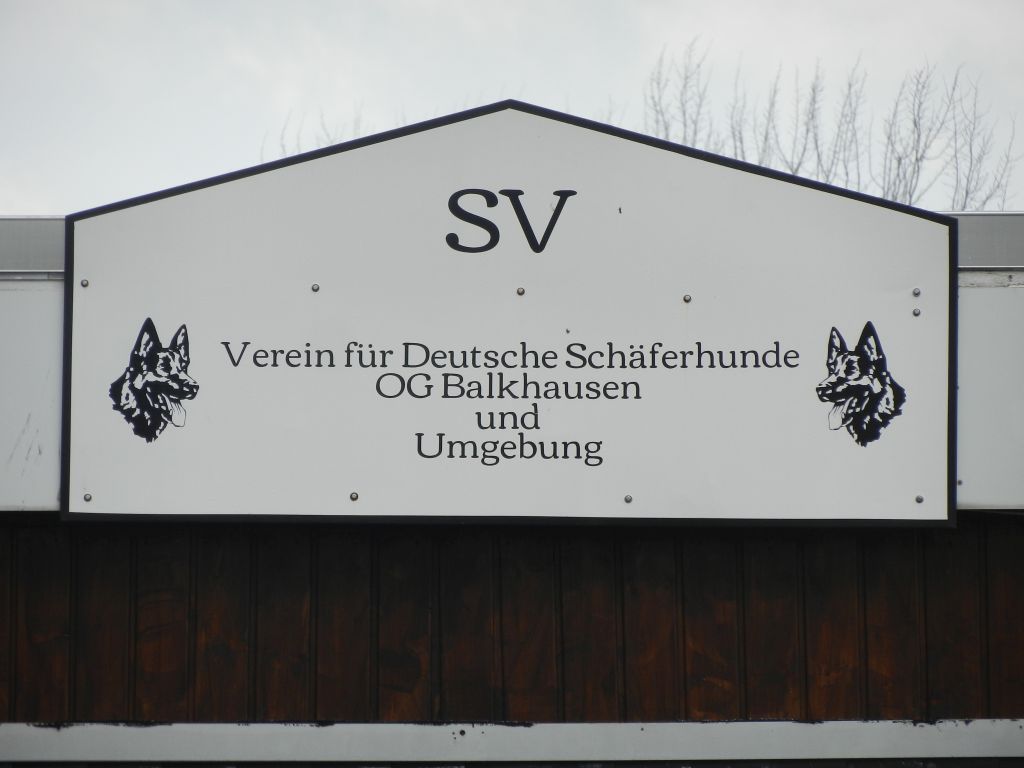 SV
Verein für Deutsche Schäferhunde
OG Balkhausen
und
Umgebung